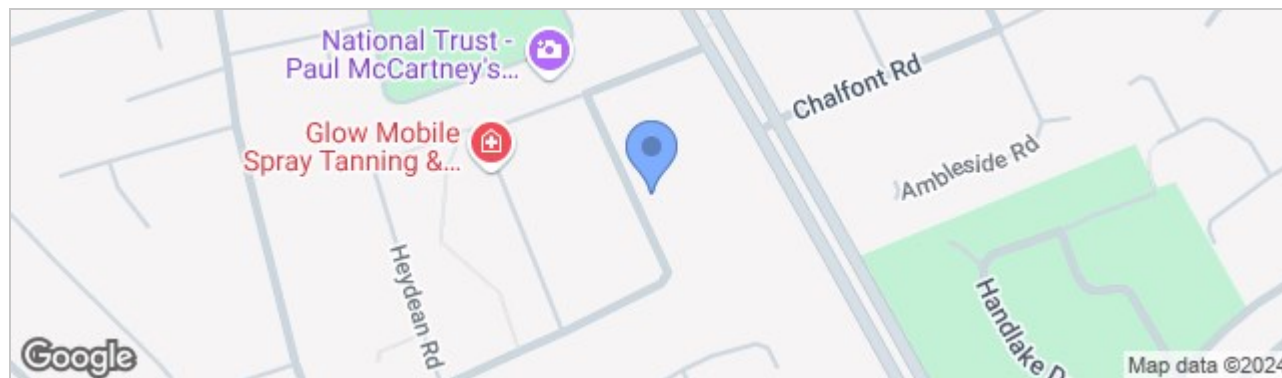 National Trust -
Paul McCartney's...
Glow Mobile
Spray Tanning &...
Heydean Rd
Chalfont Rd
Ambleside Rd
Handlake D
Google
Map data ©2024